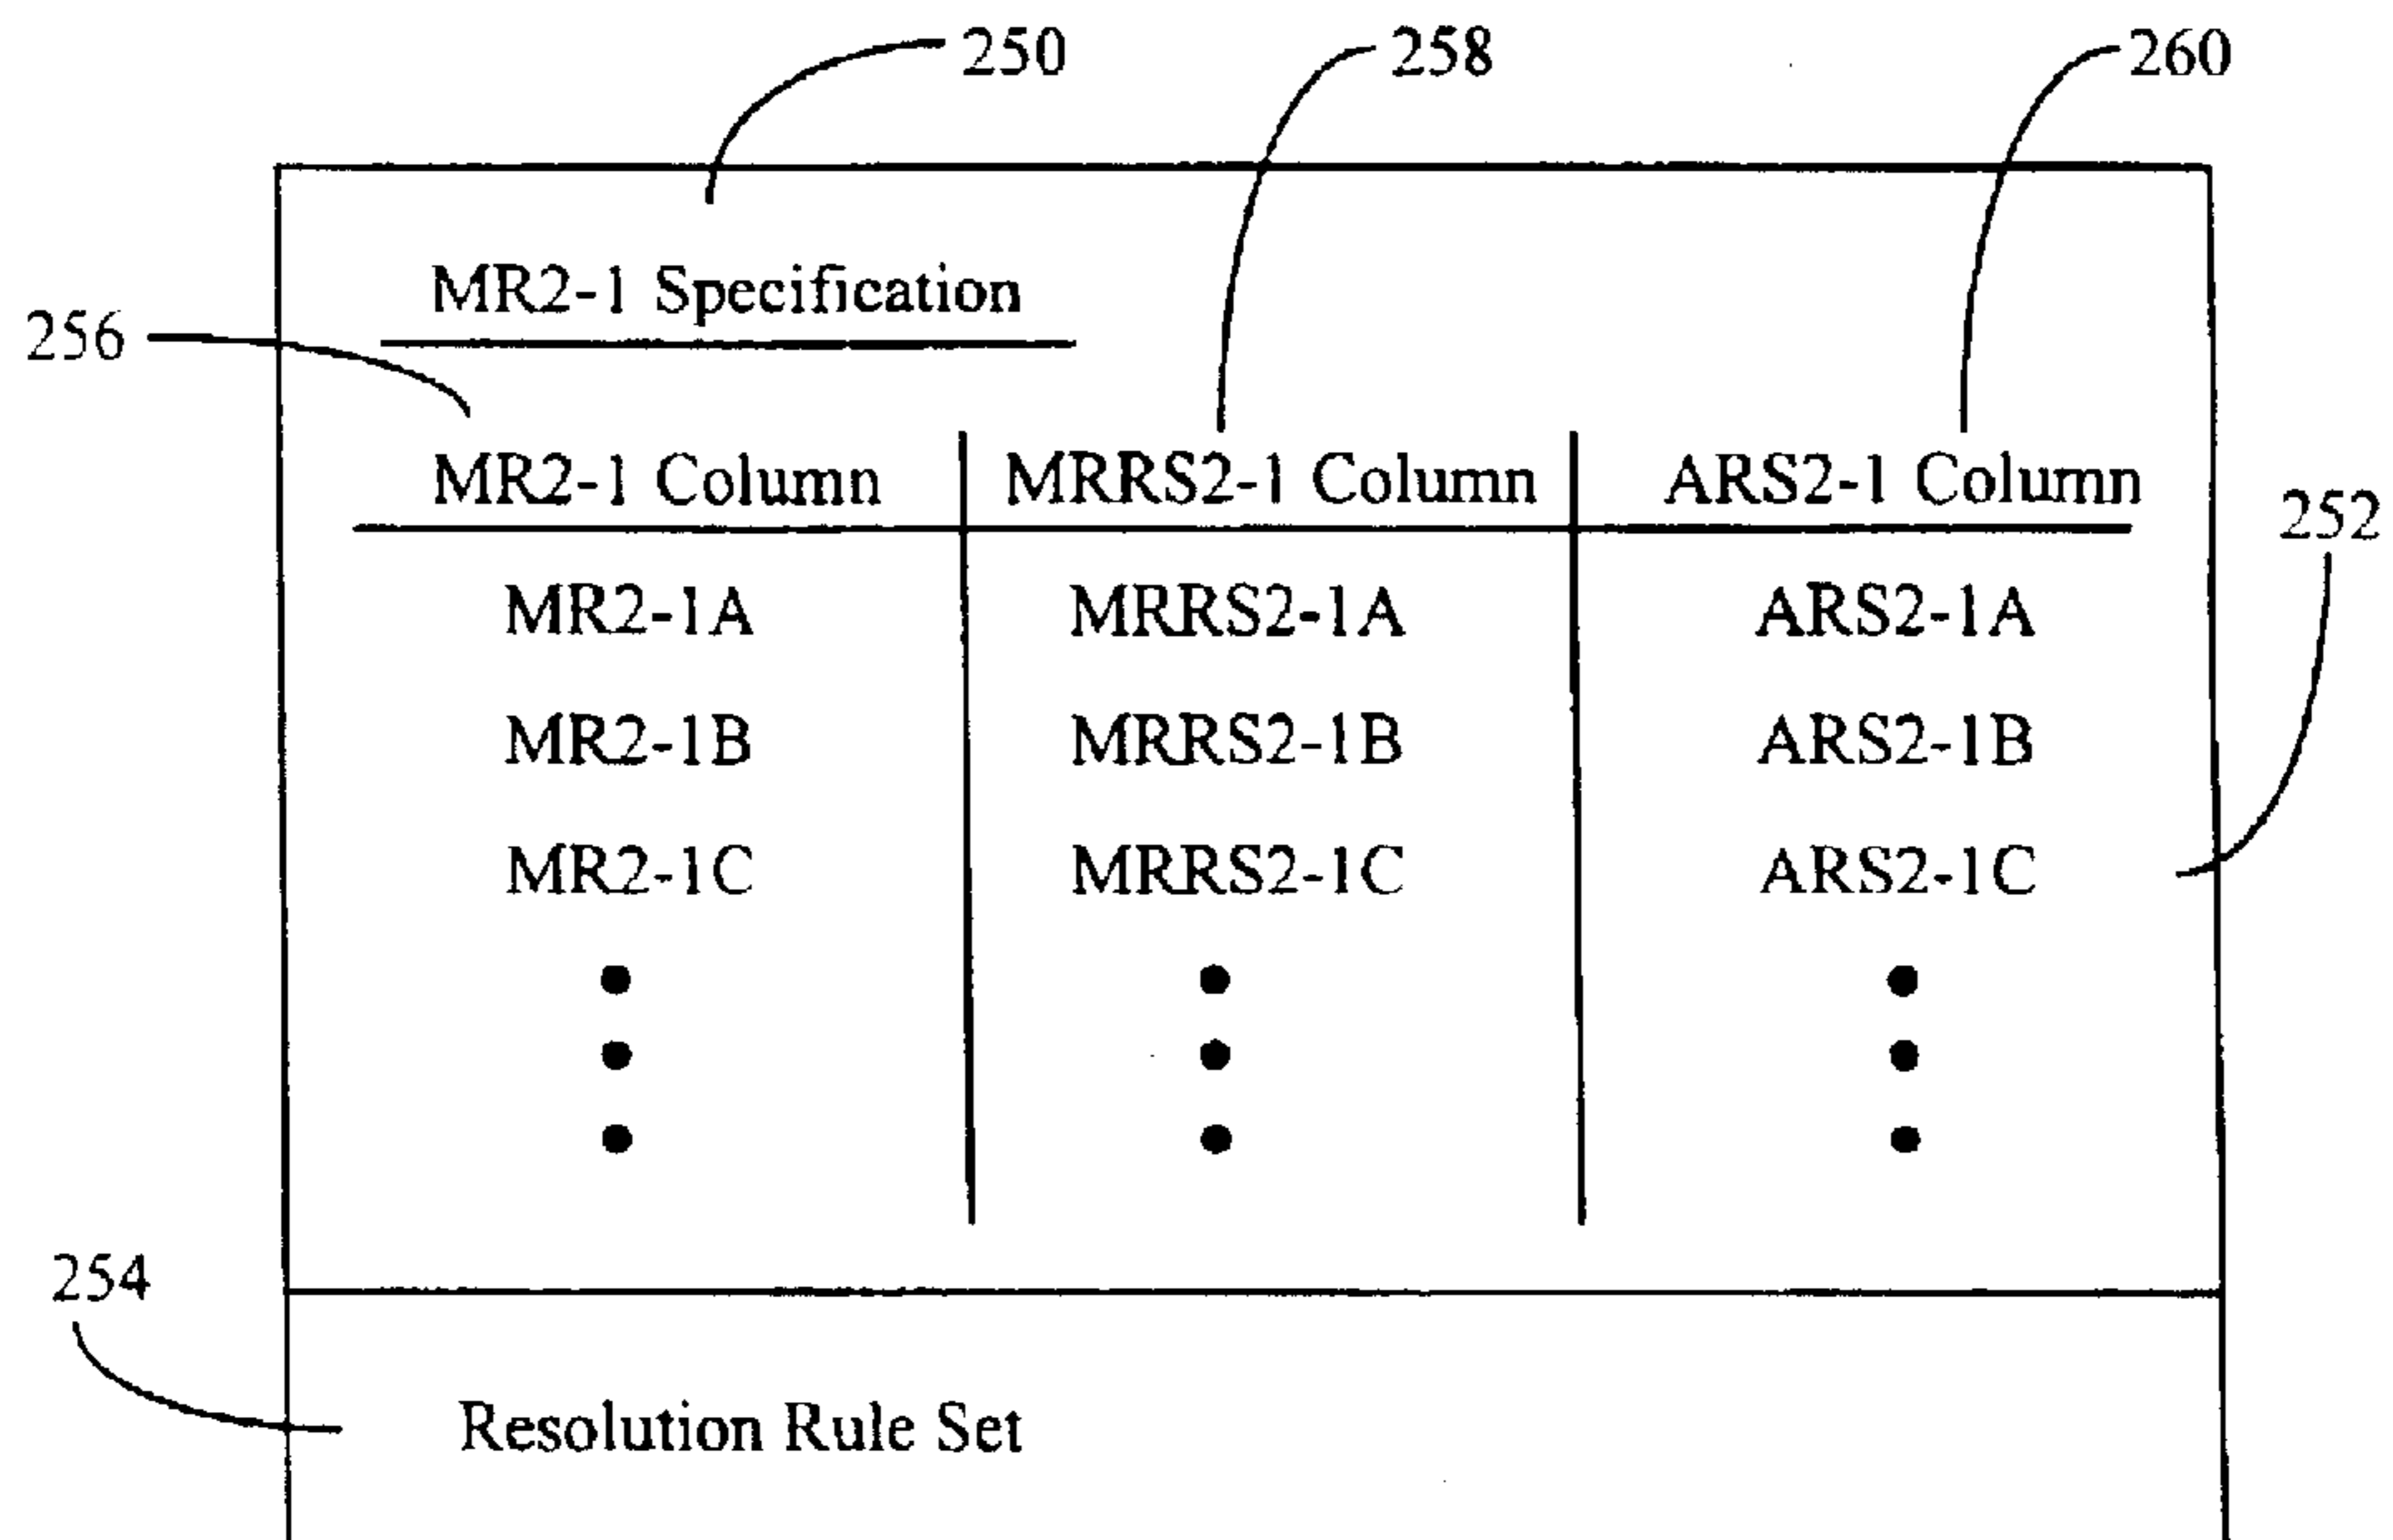 250 258 260
MR2-1 Specification
256
MR2-1 Column MRRS2-1 Column ARS2-1 Column
252
MR2-1A MRRS2-1A ARS2-1A
MR2-1B MRRS2-1B ARS2-1B
MR2-1C MRRS2-1C ARS2-1C
254
Resolution Rule Set